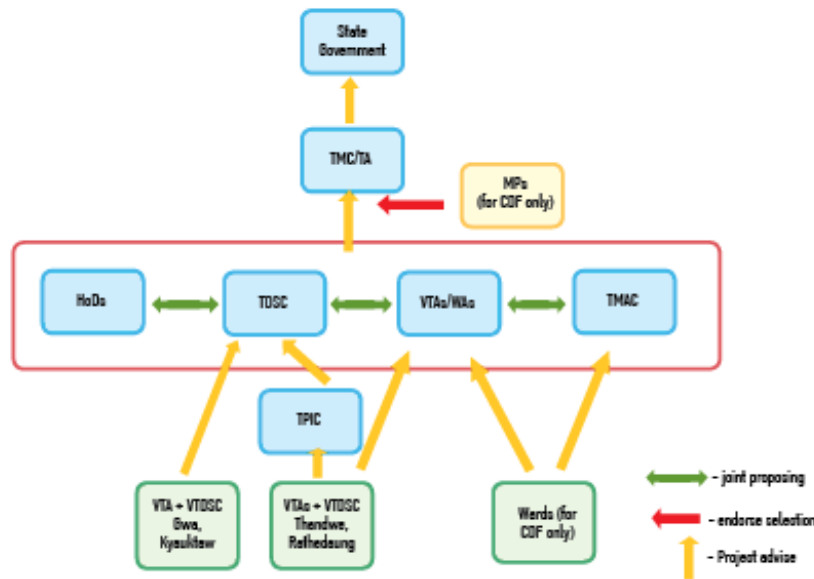 State
Government
TMC/TA
MPs
(for CDF only)
HoDs
TDSC
VTAs/WAs
TMAC
TPIC
VTA + VTDSC
Gwa,
Kyauktaw
VTAs + VTDSC
Thandwe,
Rathedaung
Wards (for
CDF only)
- joint proposing
- endorse selection
- Project advise